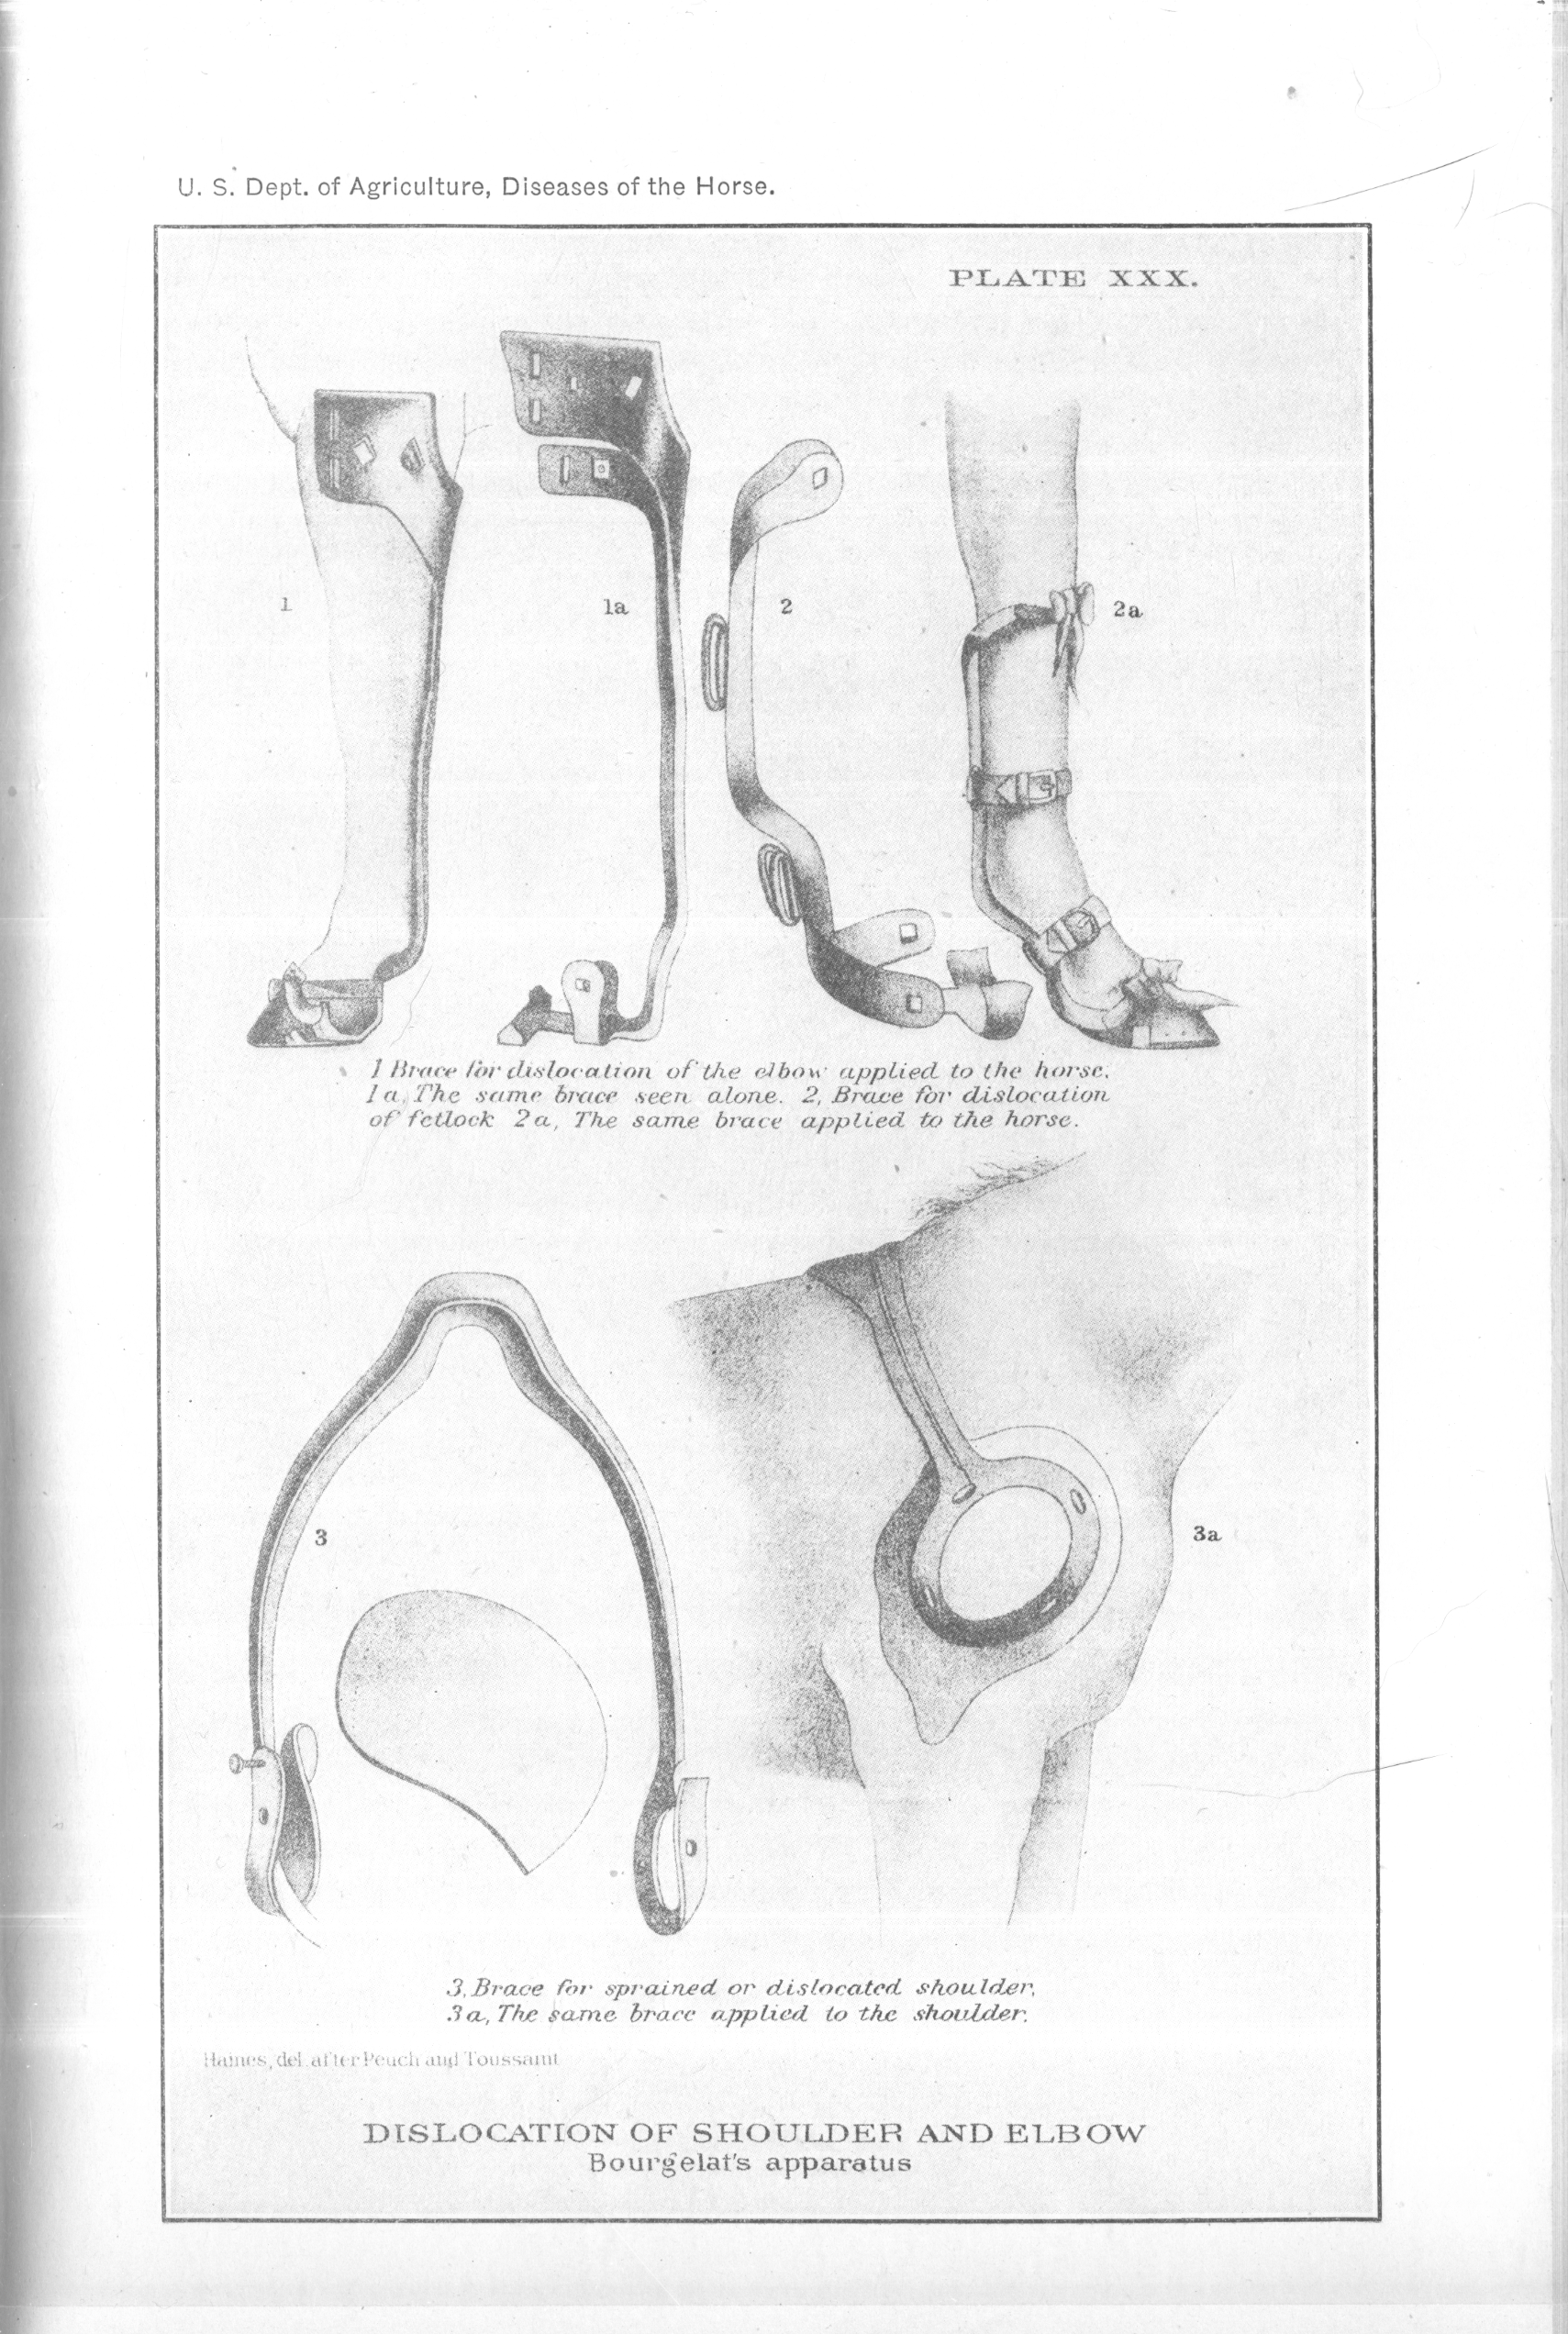 U. S. Dept. of Agriculture, Diseases of the Horse.
PLATE XXX.
1
1a
2
2a
1 Brace for dislocation of the elbow applied to the horse.
1a, The same brace seen alone. 2, Brace for dislocation
of fetlock 2a, The same brace applied to the horse.
3
3a
3, Brace for sprained or dislocated shoulder.
3a, The same brace applied to the shoulder.
Haines, del. after Peuch and Toussaint
DISLOCATION OF SHOULDER AND ELBOW
Bourgelat's apparatus